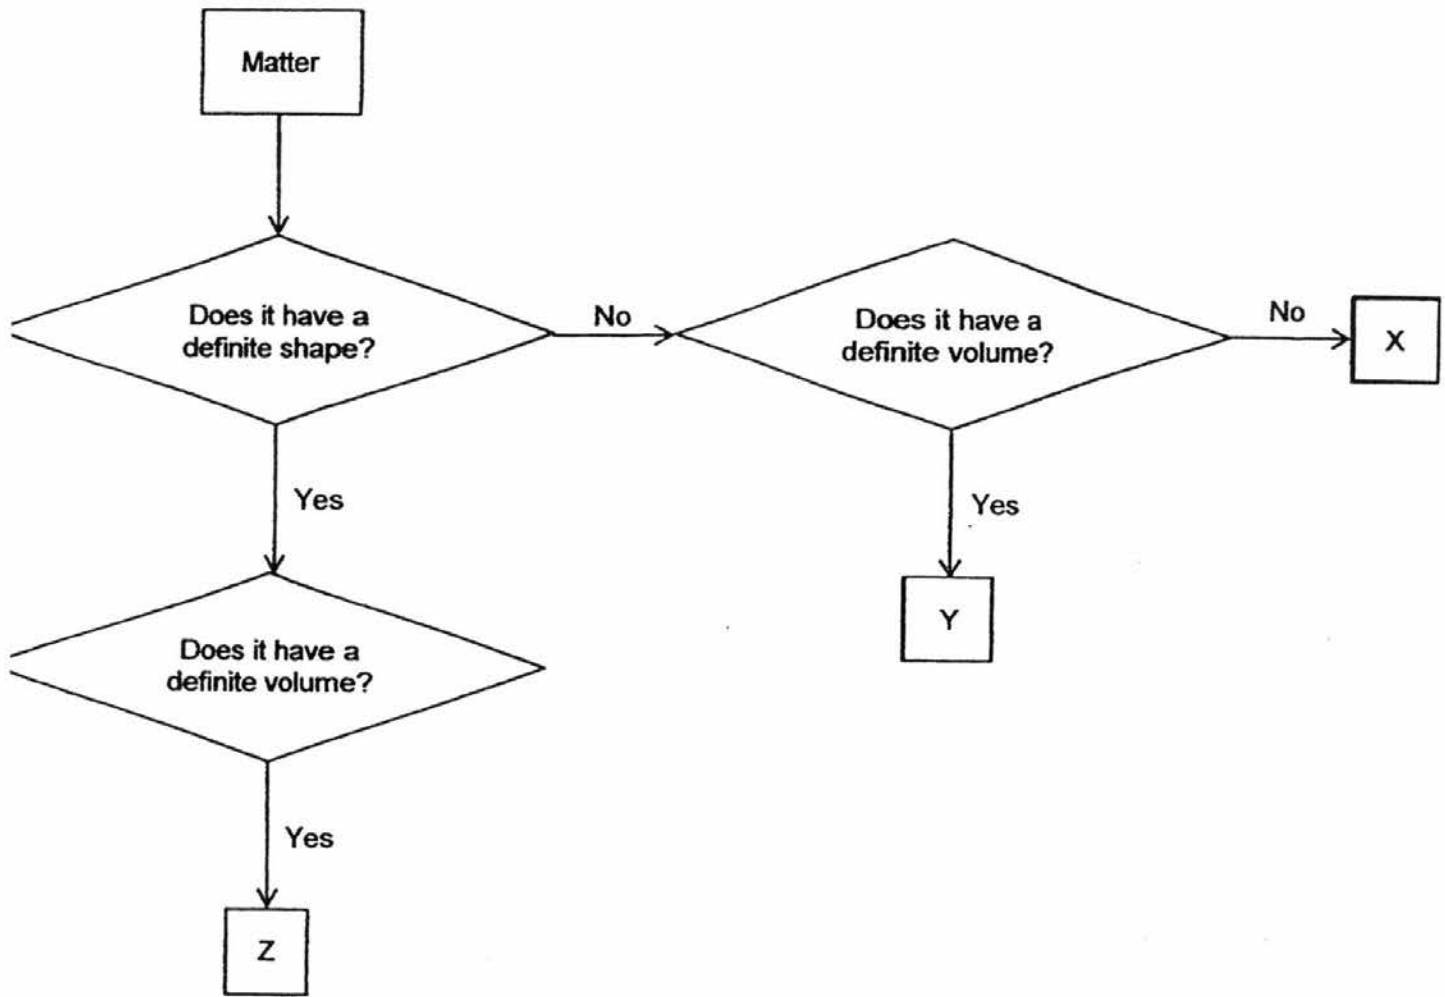 Matter
Does it have a
definite shape?
No
Does it have a
definite volume?
No
X
Yes
Yes
Y
Does it have a
definite volume?
Yes
Z